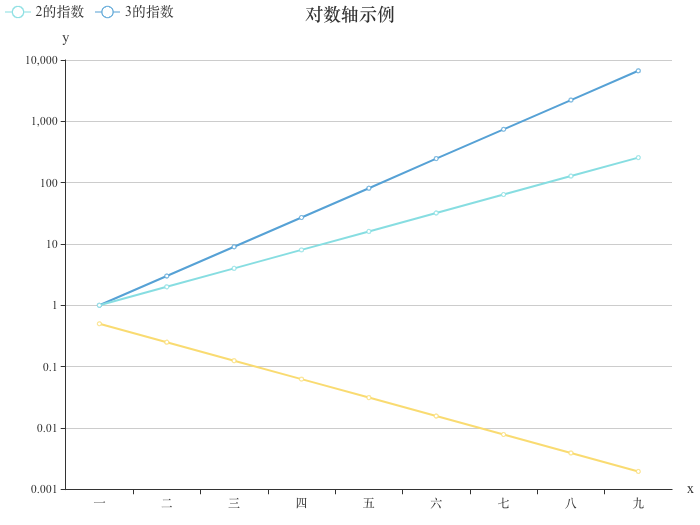 2的指数 3的指数
对数轴示例
y
10,000
1,000
100
10
1
0.1
0.01
0.001
一 二 三 四 五 六 七 八 九
x